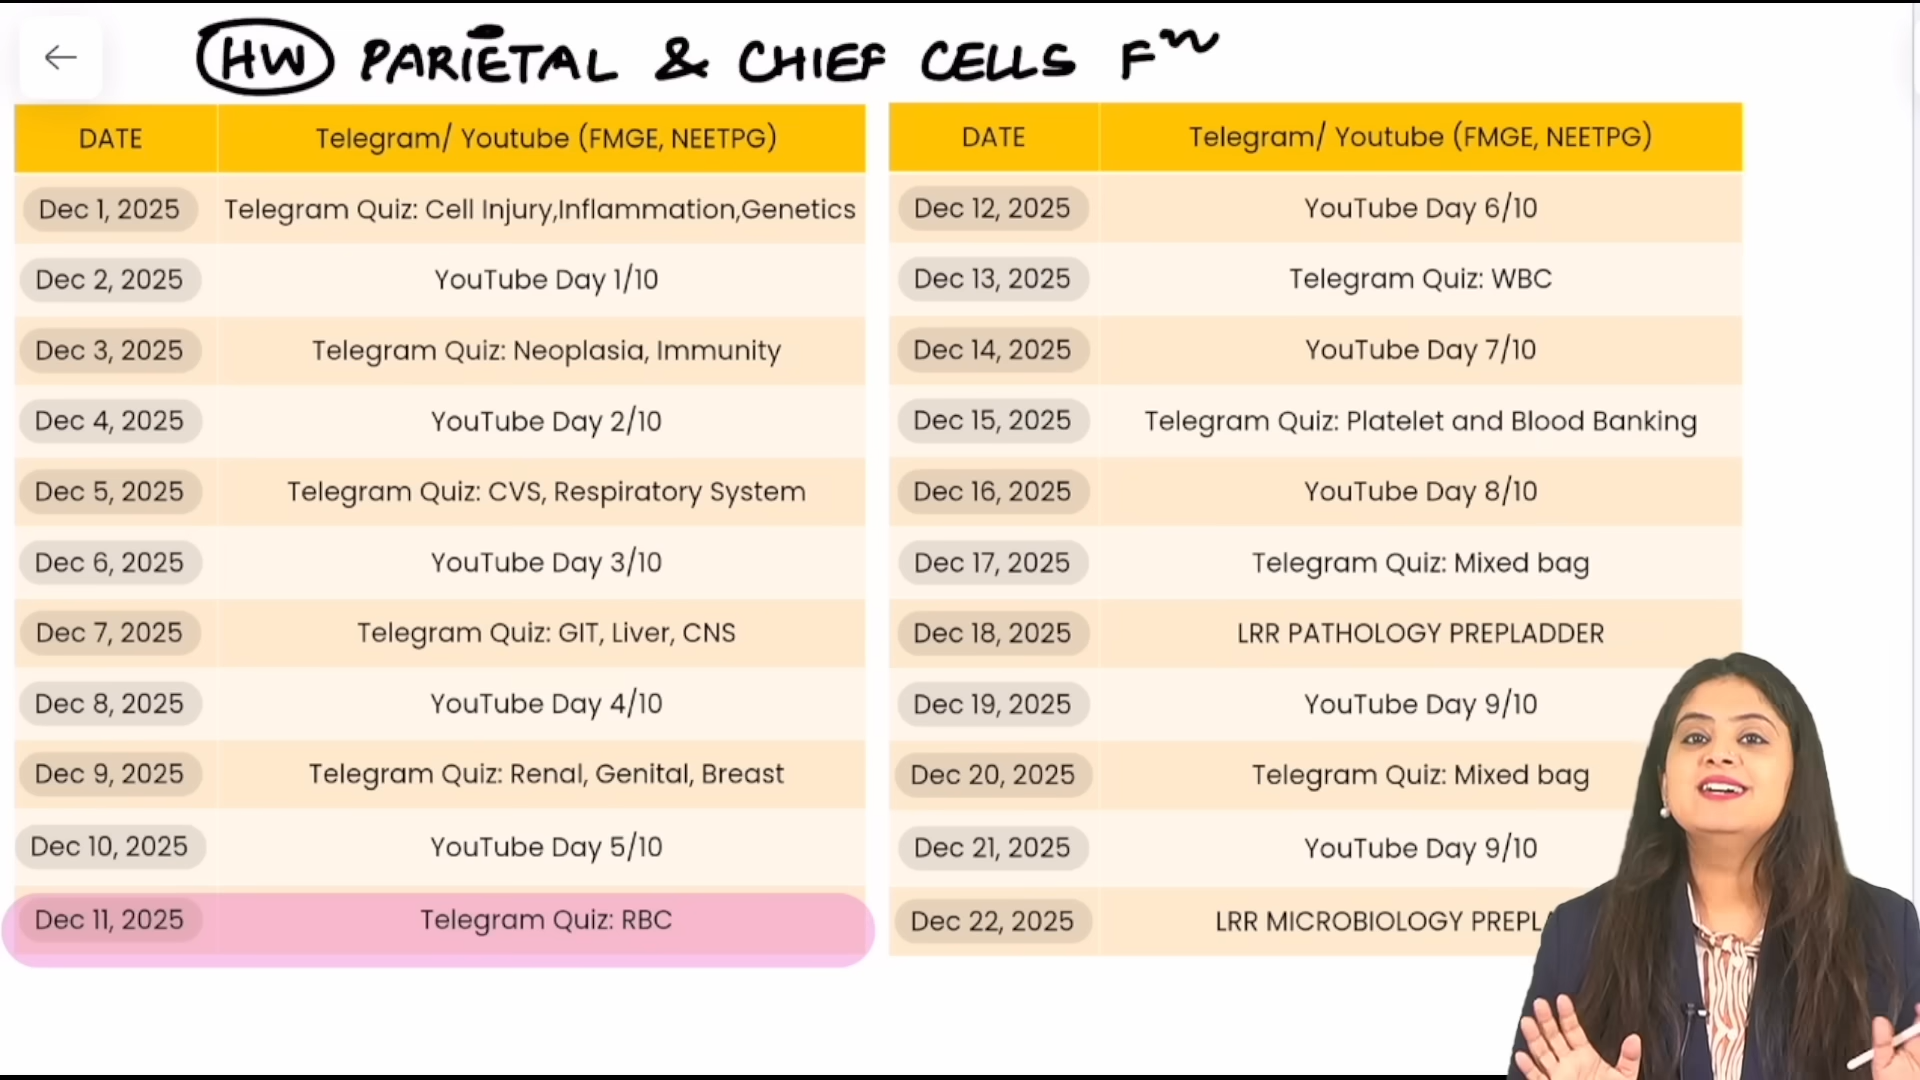 HW PARIETAL & CHIEF CELLS Fⁿ
DATE Telegram/ Youtube (FMGE, NEETPG)
Dec 1, 2025 Telegram Quiz: Cell Injury,Inflammation,Genetics
Dec 2, 2025 YouTube Day 1/10
Dec 3, 2025 Telegram Quiz: Neoplasia, Immunity
Dec 4, 2025 YouTube Day 2/10
Dec 5, 2025 Telegram Quiz: CVS, Respiratory System
Dec 6, 2025 YouTube Day 3/10
Dec 7, 2025 Telegram Quiz: GIT, Liver, CNS
Dec 8, 2025 YouTube Day 4/10
Dec 9, 2025 Telegram Quiz: Renal, Genital, Breast
Dec 10, 2025 YouTube Day 5/10
Dec 11, 2025 Telegram Quiz: RBC
DATE Telegram/ Youtube (FMGE, NEETPG)
Dec 12, 2025 YouTube Day 6/10
Dec 13, 2025 Telegram Quiz: WBC
Dec 14, 2025 YouTube Day 7/10
Dec 15, 2025 Telegram Quiz: Platelet and Blood Banking
Dec 16, 2025 YouTube Day 8/10
Dec 17, 2025 Telegram Quiz: Mixed bag
Dec 18, 2025 LRR PATHOLOGY PREPLADDER
Dec 19, 2025 YouTube Day 9/10
Dec 20, 2025 Telegram Quiz: Mixed bag
Dec 21, 2025 YouTube Day 9/10
Dec 22, 2025 LRR MICROBIOLOGY PREPL